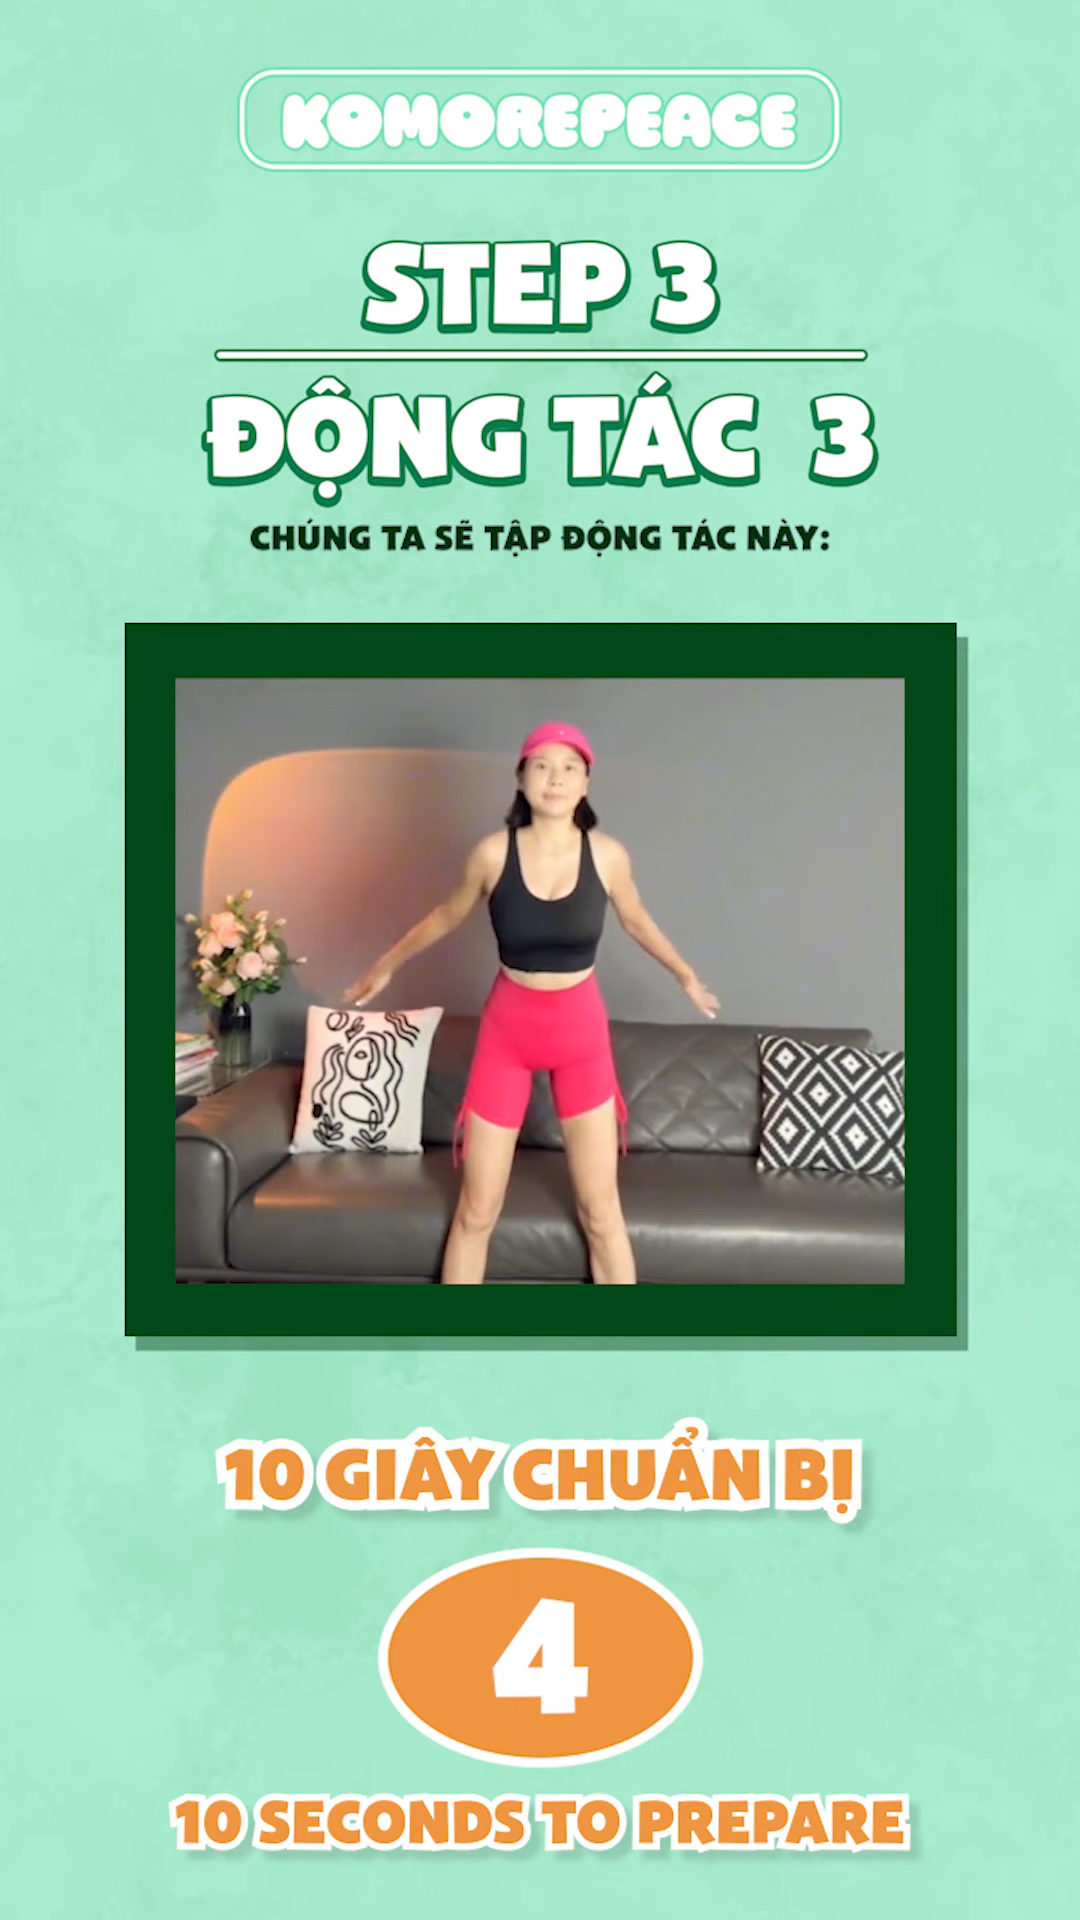 KOMOREPEACE
STEP 3
ĐỘNG TÁC 3
CHÚNG TA SẼ TẬP ĐỘNG TÁC NÀY:
10 GIÂY CHUẨN BỊ
4
10 SECONDS TO PREPARE